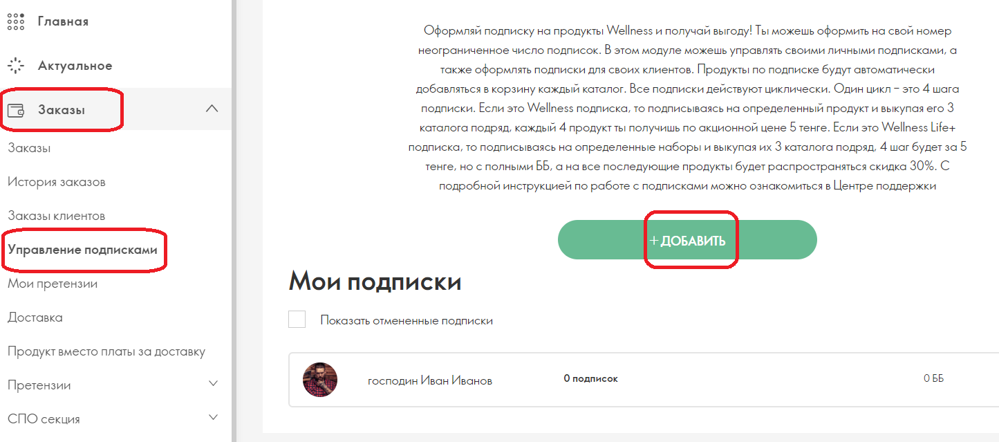 Главная
Актуальное
Заказы
Заказы
История заказов
Заказы клиентов
Управление подписками
Мои претензии
Доставка
Продукт вместо платы за доставку
Претензии
СПО секция
Оформляй подписку на продукты Wellness и получай выгоду! Ты можешь оформить на свой номер
неограниченное число подписок. В этом модуле можешь управлять своими личными подписками, а
также оформлять подписки для своих клиентов. Продукты по подписке будут автоматически
добавляться в корзину каждый каталог. Все подписки действуют циклически. Один цикл – это 4 шага
подписки. Если это Wellness подписка, то подписываясь на определенный продукт и выкупая его 3
каталога подряд, каждый 4 продукт ты получишь по акционной цене 5 тенге. Если это Wellness Life+
подписка, то подписываясь на определенные наборы и выкупая их 3 каталога подряд, 4 шаг будет за 5
тенге, но с полными ББ, а на все последующие продукты будет распространяться скидка 30%. С
подробной инструкцией по работе с подписками можно ознакомиться в Центре поддержки
+ ДОБАВИТЬ
Мои подписки
Показать отмененные подписки
господин Иван Иванов 0 подписок 0 ББ